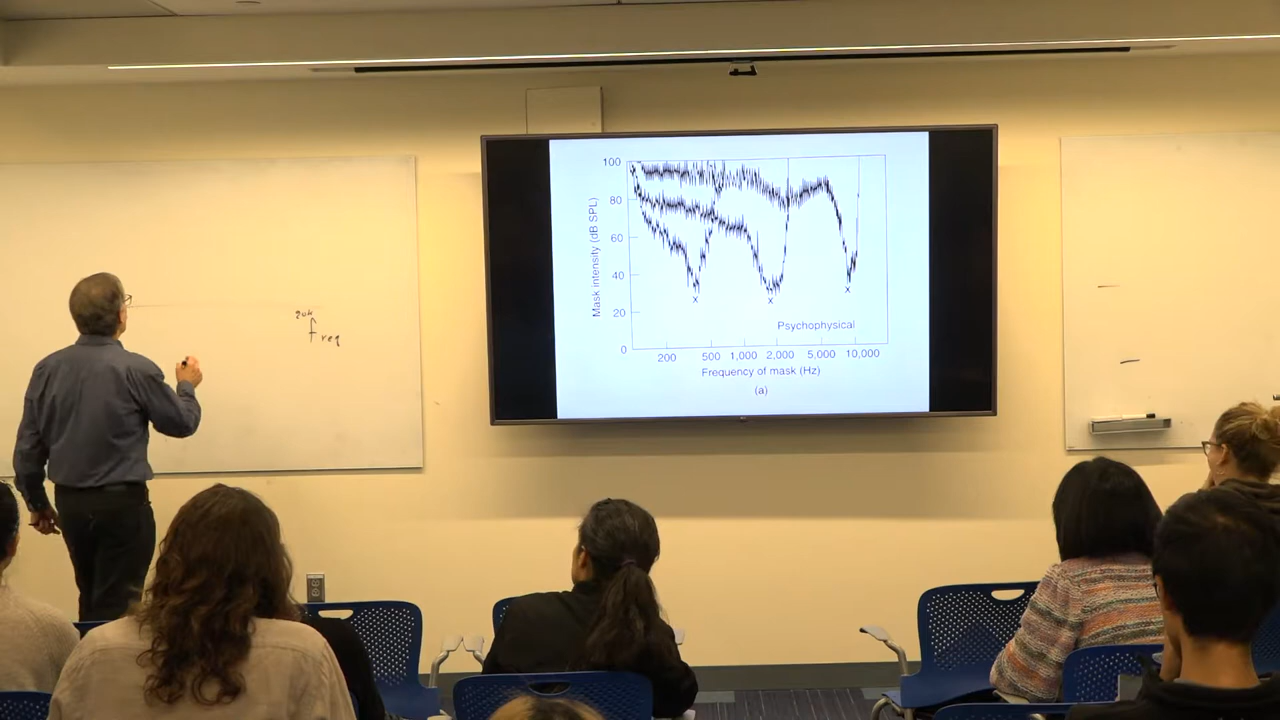 20k
freq
100
80
60
40
20
0
Mask intensity (dB SPL)
x x x
Psychophysical
200 500 1,000 2,000 5,000 10,000
Frequency of mask (Hz)
(a)